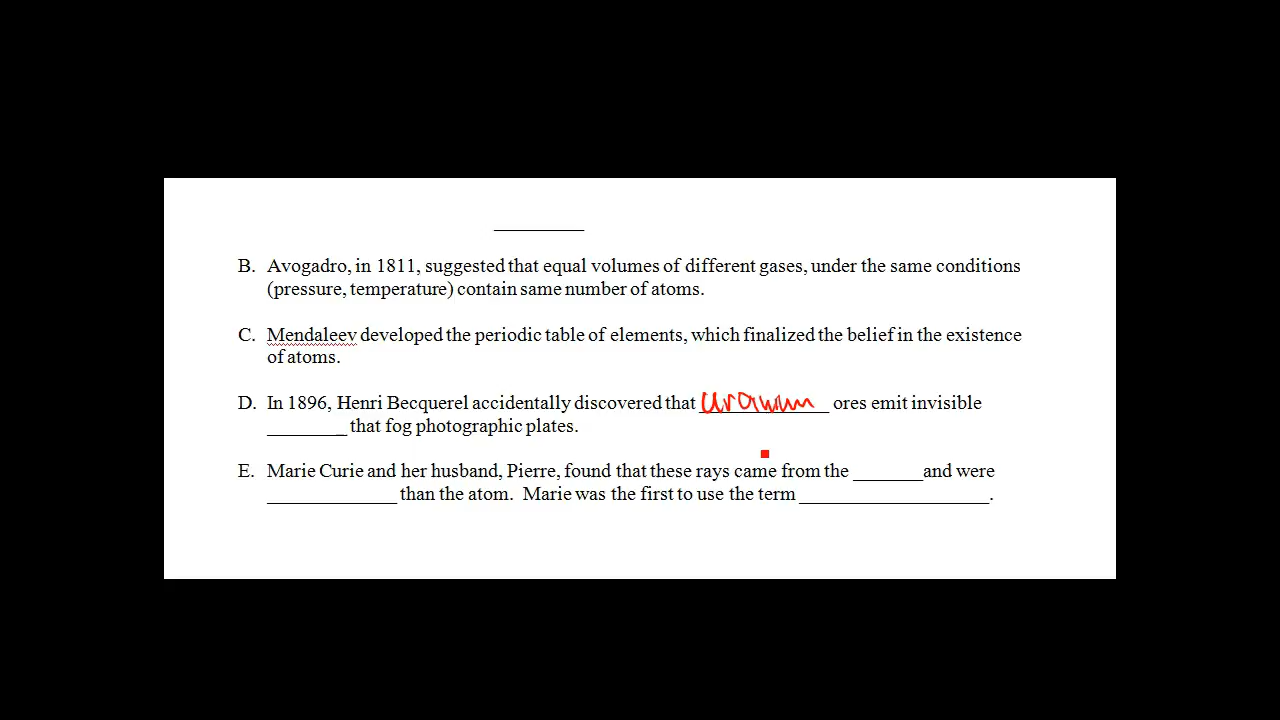 __________
B. Avogadro, in 1811, suggested that equal volumes of different gases, under the same conditions
(pressure, temperature) contain same number of atoms.
C. Mendaleev developed the periodic table of elements, which finalized the belief in the existence
of atoms.
D. In 1896, Henri Becquerel accidentally discovered that uranium ores emit invisible
________ that fog photographic plates.
E. Marie Curie and her husband, Pierre, found that these rays came from the _______and were
_____________ than the atom. Marie was the first to use the term ___________________.